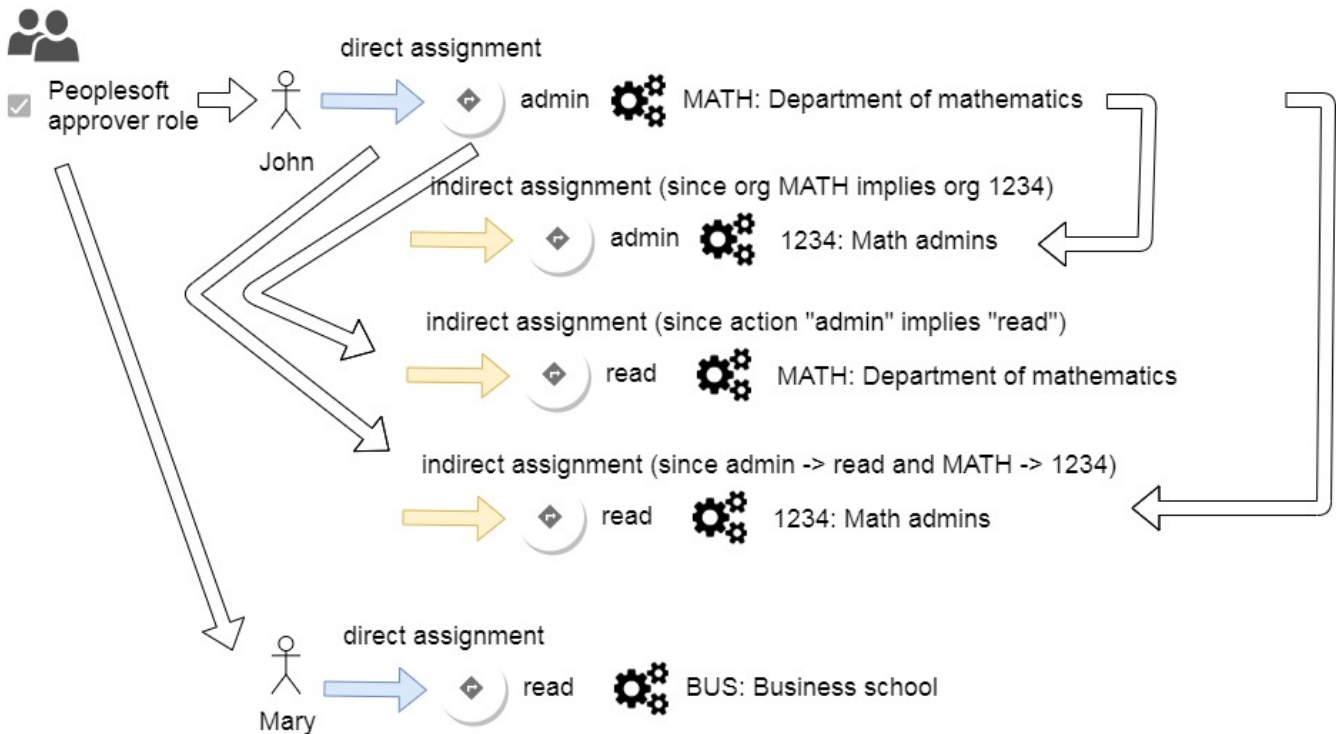 direct assignment
Peoplesoft
approver role
John
admin
MATH: Department of mathematics
indirect assignment (since org MATH implies org 1234)
admin
1234: Math admins
indirect assignment (since action "admin" implies "read")
read
MATH: Department of mathematics
indirect assignment (since admin -> read and MATH -> 1234)
read
1234: Math admins
direct assignment
Mary
read
BUS: Business school